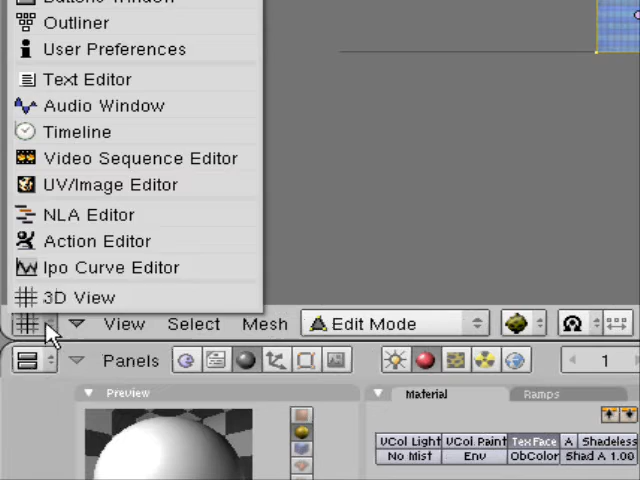 Buttons Window
Outliner
User Preferences
Text Editor
Audio Window
Timeline
Video Sequence Editor
UV/Image Editor
NLA Editor
Action Editor
Ipo Curve Editor
3D View
View Select Mesh Edit Mode
Panels 1
Preview Material Ramps
VCol Light VCol Paint TexFace A Shadeless
No Mist Env ObColor Shad A 1.00